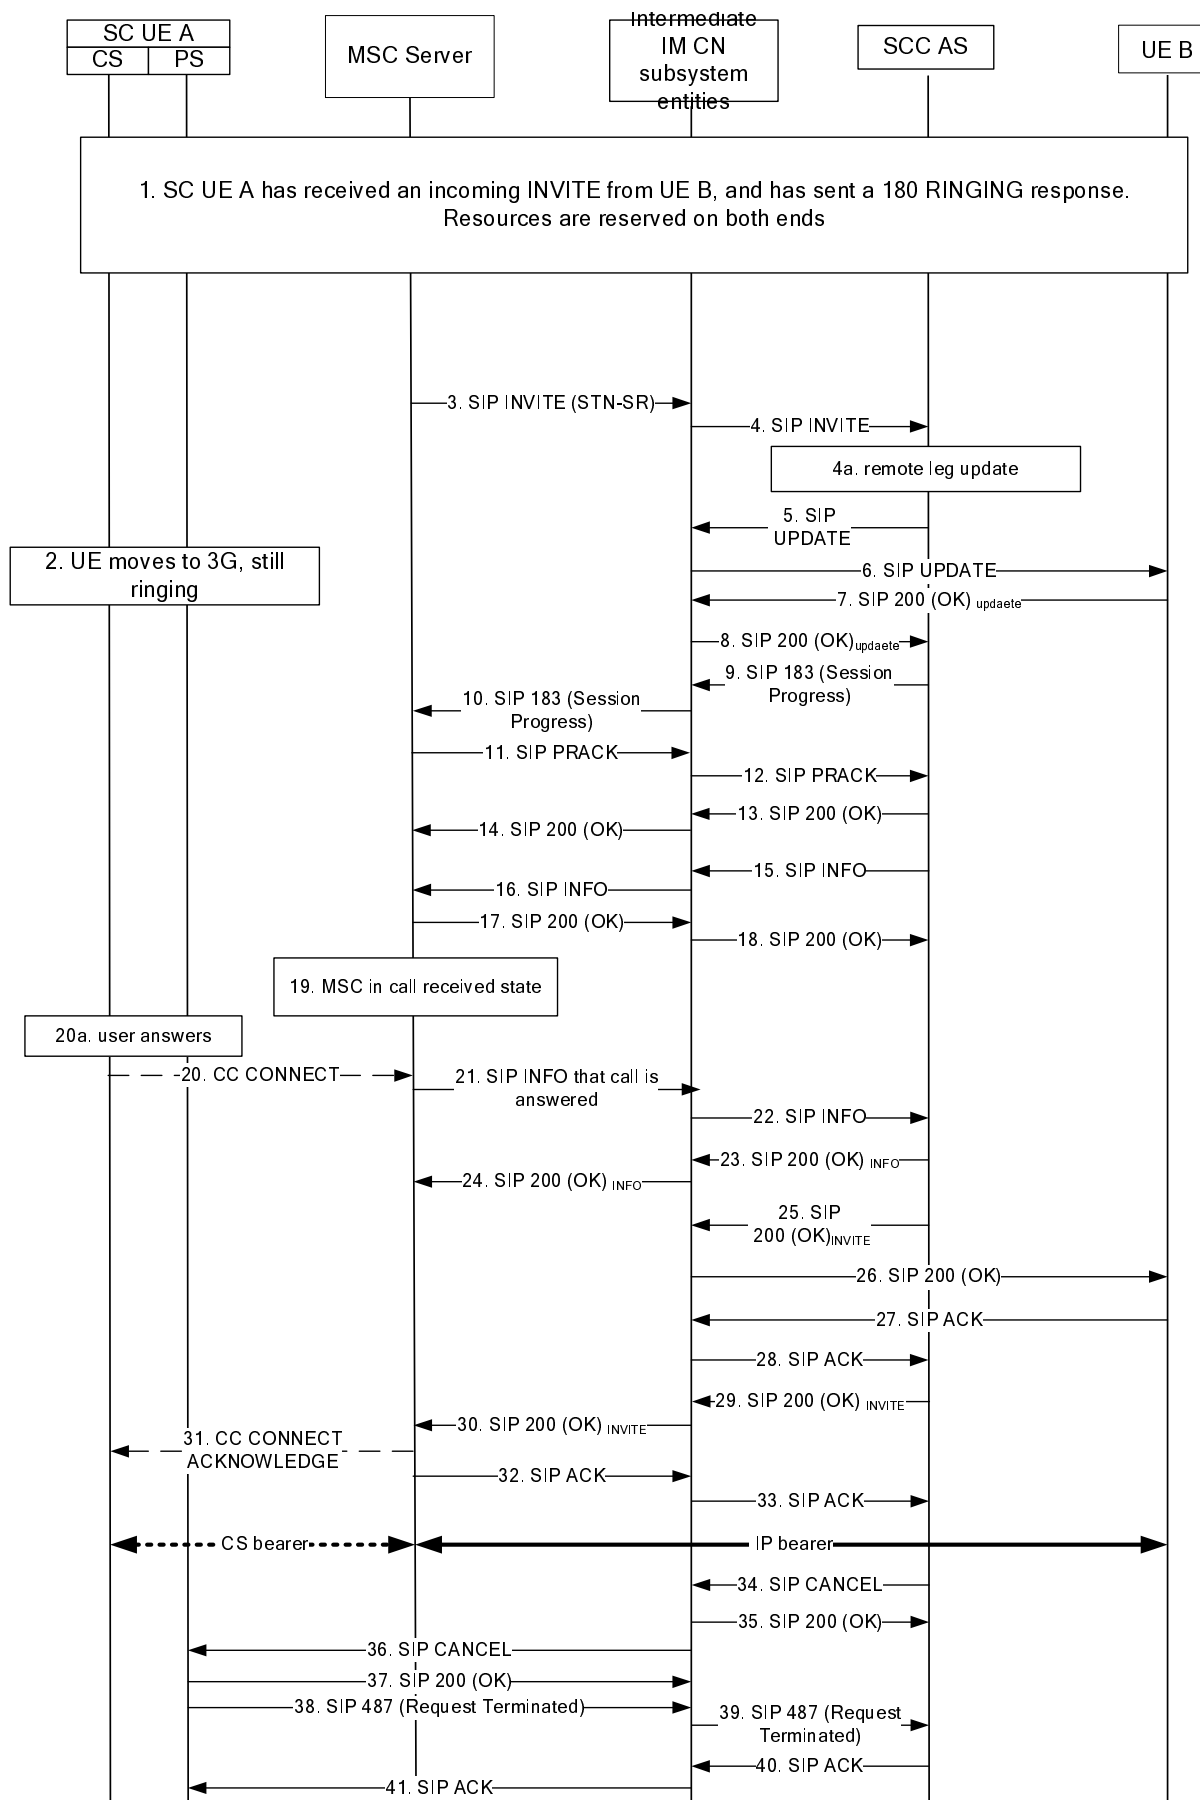 SC UE A
CS
PS
MSC Server
Intermediate
IM CN
subsystem
entities
SCC AS
UE B
1. SC UE A has received an incoming INVITE from UE B, and has sent a 180 RINGING response.
Resources are reserved on both ends
3. SIP INVITE (STN-SR)
4. SIP INVITE
4a. remote leg update
5. SIP
UPDATE
2. UE moves to 3G, still
ringing
6. SIP UPDATE
7. SIP 200 (OK) updaete
8. SIP 200 (OK)updaete
9. SIP 183 (Session
Progress)
10. SIP 183 (Session
Progress)
11. SIP PRACK
12. SIP PRACK
13. SIP 200 (OK)
14. SIP 200 (OK)
15. SIP INFO
16. SIP INFO
17. SIP 200 (OK)
18. SIP 200 (OK)
19. MSC in call received state
20a. user answers
20. CC CONNECT
21. SIP INFO that call is
answered
22. SIP INFO
23. SIP 200 (OK) INFO
24. SIP 200 (OK) INFO
25. SIP
200 (OK)INVITE
26. SIP 200 (OK)
27. SIP ACK
28. SIP ACK
29. SIP 200 (OK) INVITE
30. SIP 200 (OK) INVITE
31. CC CONNECT
ACKNOWLEDGE
32. SIP ACK
33. SIP ACK
CS bearer
IP bearer
34. SIP CANCEL
35. SIP 200 (OK)
36. SIP CANCEL
37. SIP 200 (OK)
38. SIP 487 (Request Terminated)
39. SIP 487 (Request
Terminated)
40. SIP ACK
41. SIP ACK